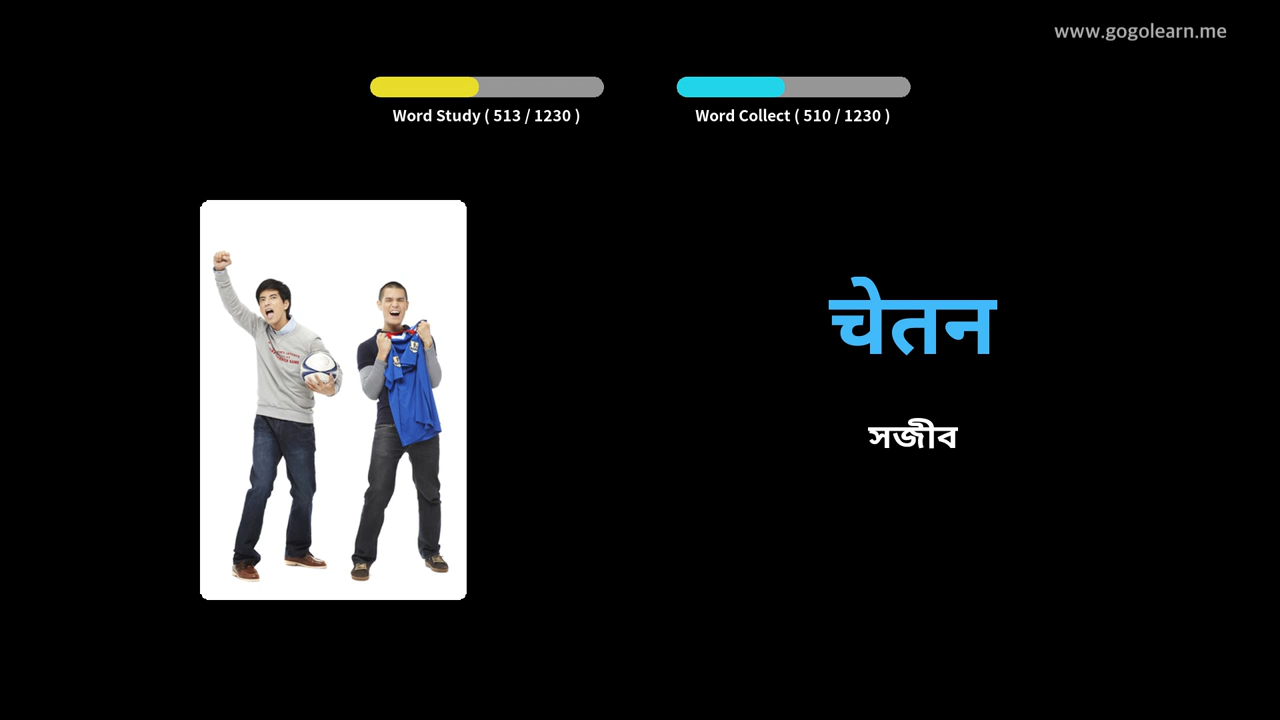 www.gogolearn.me
Word Study ( 513 / 1230 )
Word Collect ( 510 / 1230 )
चेतन
সজীব